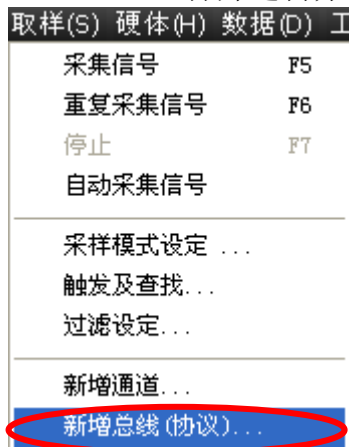 取样(S) 硬体(H) 数据(D) 工
采集信号 F5
重复采集信号 F6
停止 F7
自动采集信号
采样模式设定 ...
触发及查找...
过滤设定...
新增通道...
新增总线(协议)...